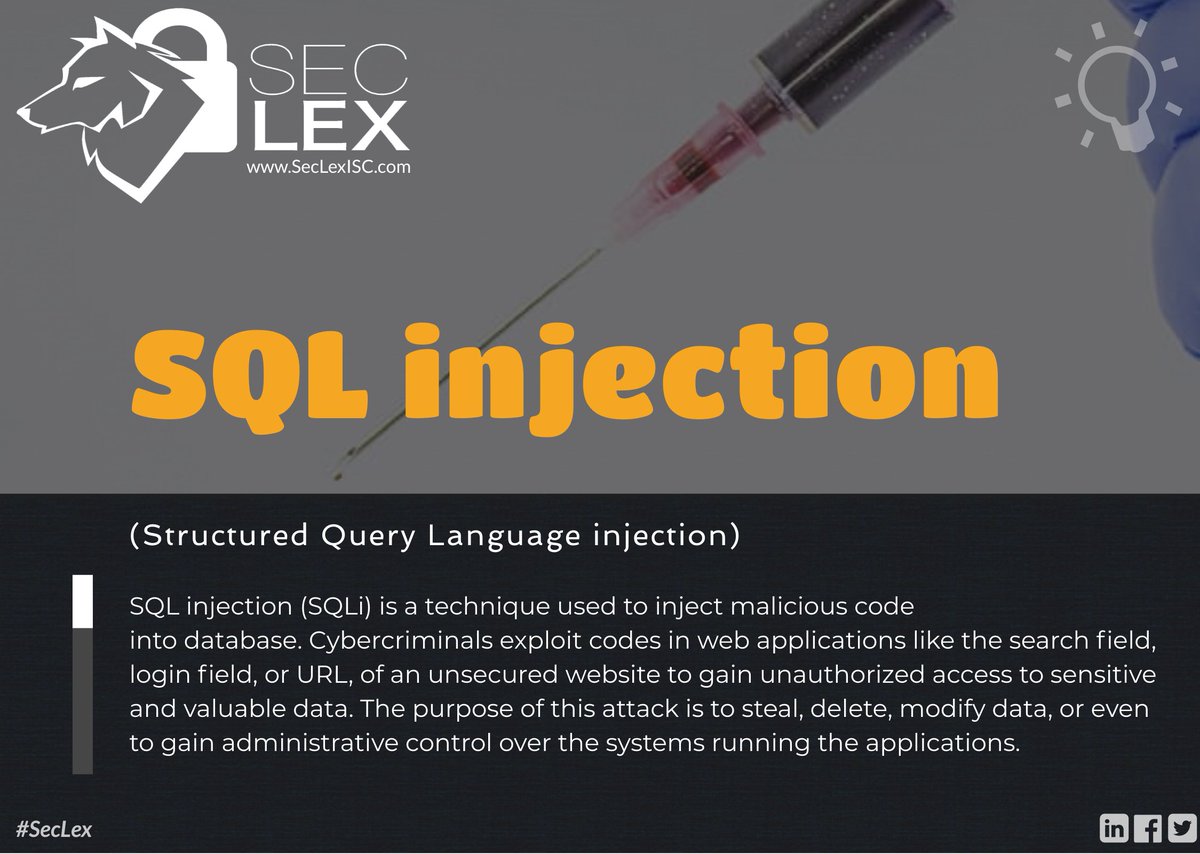 SEC
LEX
www.SecLexISC.com
SQL injection
(Structured Query Language injection)
SQL injection (SQLi) is a technique used to inject malicious code
into database. Cybercriminals exploit codes in web applications like the search field,
login field, or URL, of an unsecured website to gain unauthorized access to sensitive
and valuable data. The purpose of this attack is to steal, delete, modify data, or even
to gain administrative control over the systems running the applications.
#SecLex